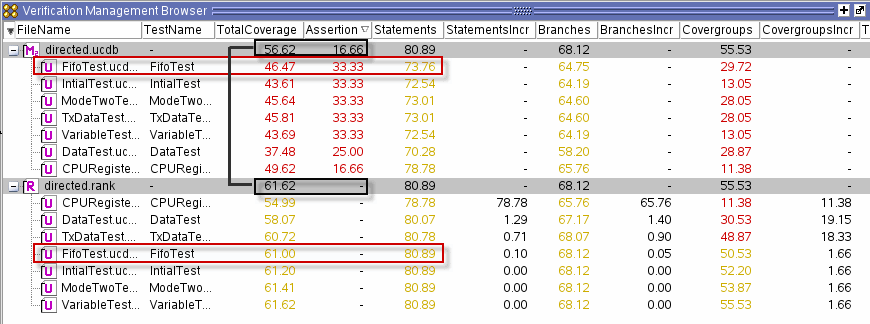 Verification Management Browser
FileName TestName TotalCoverage Assertion Statements StatementsIncr Branches BranchesIncr Covergroups CovergroupsIncr T
M directed.ucdb - 56.62 16.66 80.89 - 68.12 - 55.53 -
U FifoTest.ucd... FifoTest 46.47 33.33 73.76 - 64.75 - 29.72 -
U IntialTest.uc... IntialTest 43.61 33.33 72.54 - 64.19 - 13.05 -
U ModeTwoTe... ModeTwo... 45.64 33.33 73.01 - 64.60 - 28.05 -
U TxDataTest.... TxDataTe... 45.81 33.33 73.01 - 64.60 - 28.05 -
U VariableTest... VariableT... 43.69 33.33 72.54 - 64.19 - 13.05 -
U DataTest.uc... DataTest 37.48 25.00 70.28 - 58.20 - 28.87 -
U CPURegister... CPURegi... 49.62 16.66 78.78 - 65.76 - 11.38 -
R directed.rank - 61.62 - 80.89 - 68.12 - 55.53 -
U CPURegister... CPURegi... 54.99 - 78.78 78.78 65.76 65.76 11.38 11.38
U DataTest.uc... DataTest 58.07 - 80.07 1.29 67.17 1.40 30.53 19.15
U TxDataTest.... TxDataTe... 60.72 - 80.78 0.71 68.07 0.90 48.87 18.33
U FifoTest.ucd... FifoTest 61.00 - 80.89 0.10 68.12 0.05 50.53 1.66
U IntialTest.uc... IntialTest 61.20 - 80.89 0.00 68.12 0.00 52.20 1.66
U ModeTwoTe... ModeTwo... 61.41 - 80.89 0.00 68.12 0.00 53.87 1.66
U VariableTest... VariableT... 61.62 - 80.89 0.00 68.12 0.00 55.53 1.66